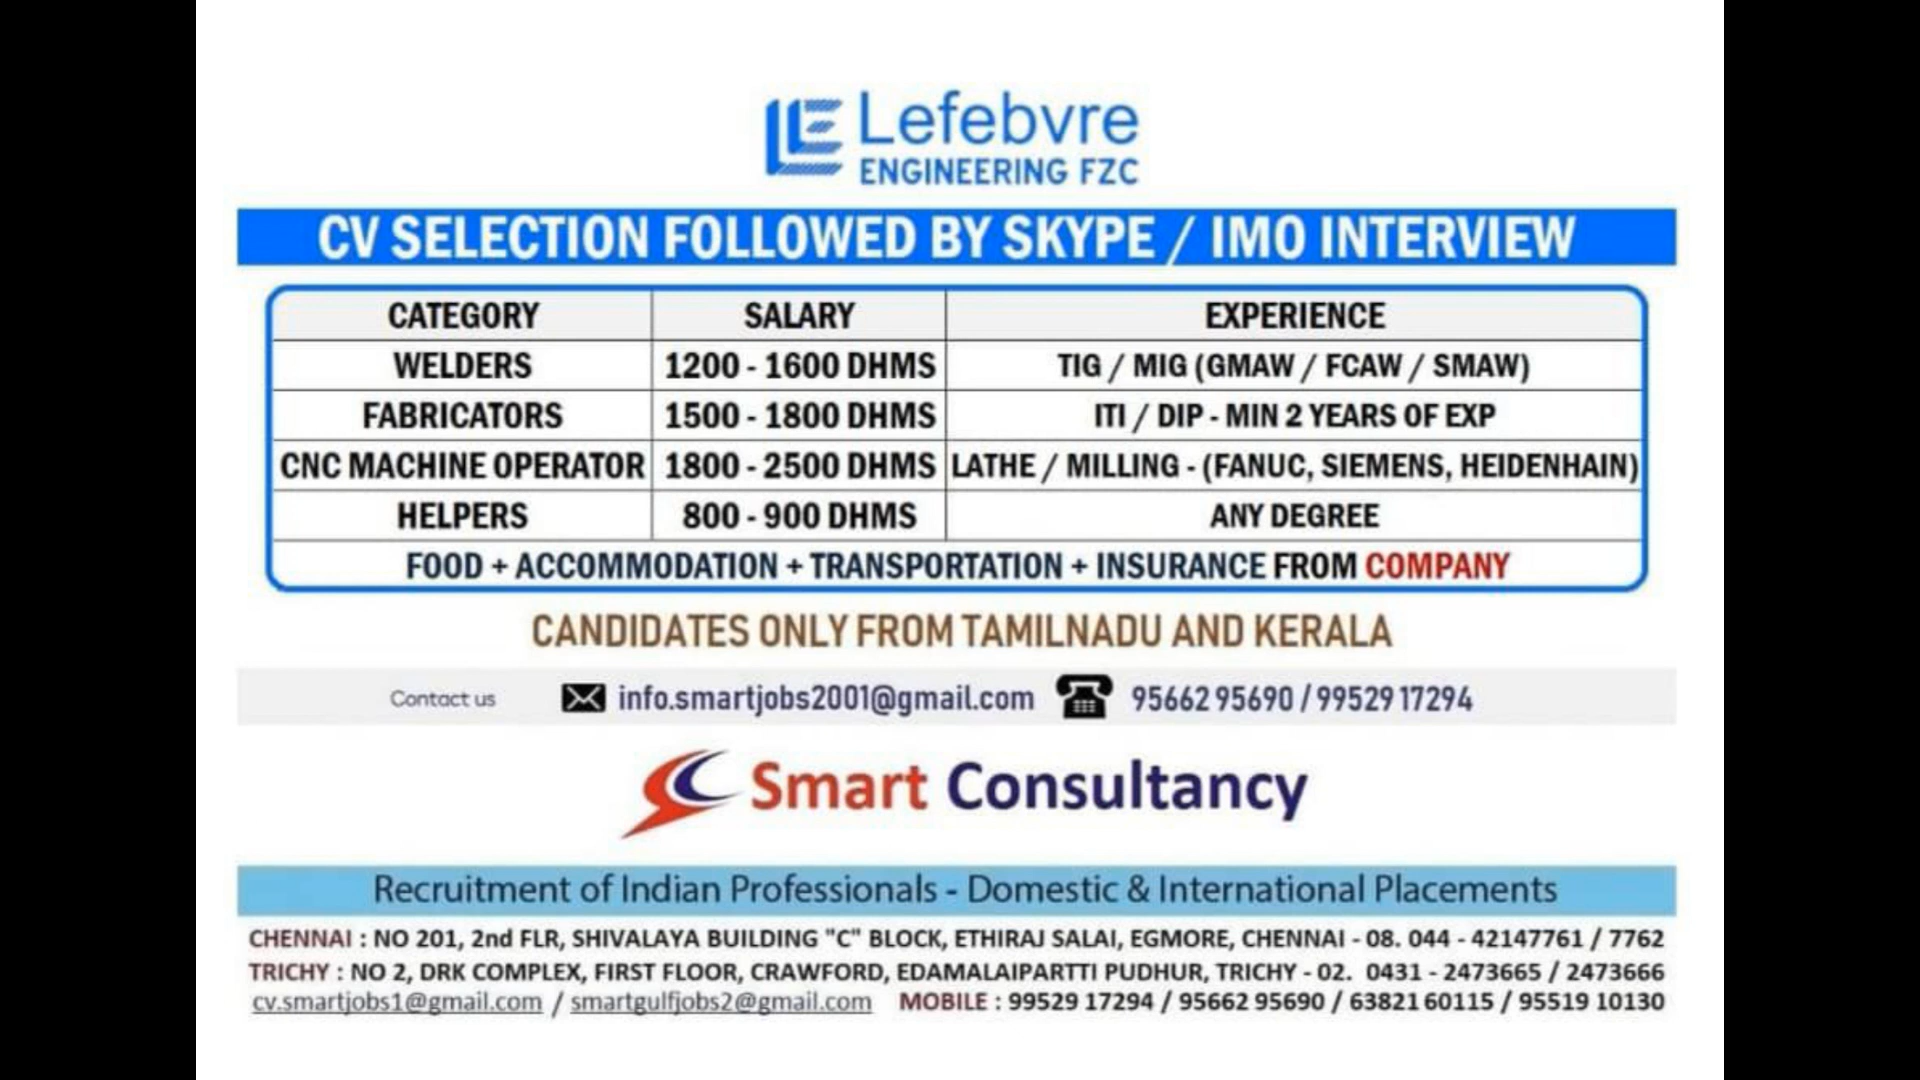 Lefebvre
ENGINEERING FZC
CV SELECTION FOLLOWED BY SKYPE / IMO INTERVIEW
CATEGORY SALARY EXPERIENCE
WELDERS 1200 - 1600 DHMS TIG / MIG (GMAW / FCAW / SMAW)
FABRICATORS 1500 - 1800 DHMS ITI / DIP - MIN 2 YEARS OF EXP
CNC MACHINE OPERATOR 1800 - 2500 DHMS LATHE / MILLING - (FANUC, SIEMENS, HEIDENHAIN)
HELPERS 800 - 900 DHMS ANY DEGREE
FOOD + ACCOMMODATION + TRANSPORTATION + INSURANCE FROM COMPANY
CANDIDATES ONLY FROM TAMILNADU AND KERALA
Contact us info.smartjobs2001@gmail.com 95662 95690 / 99529 17294
Smart Consultancy
Recruitment of Indian Professionals - Domestic & International Placements
CHENNAI : NO 201, 2nd FLR, SHIVALAYA BUILDING "C" BLOCK, ETHIRAJ SALAI, EGMORE, CHENNAI - 08. 044 - 42147761 / 7762
TRICHY : NO 2, DRK COMPLEX, FIRST FLOOR, CRAWFORD, EDAMALAIPARTTI PUDHUR, TRICHY - 02. 0431 - 2473665 / 2473666
cv.smartjobs1@gmail.com / smartgulfjobs2@gmail.com MOBILE : 99529 17294 / 95662 95690 / 63821 60115 / 95519 10130